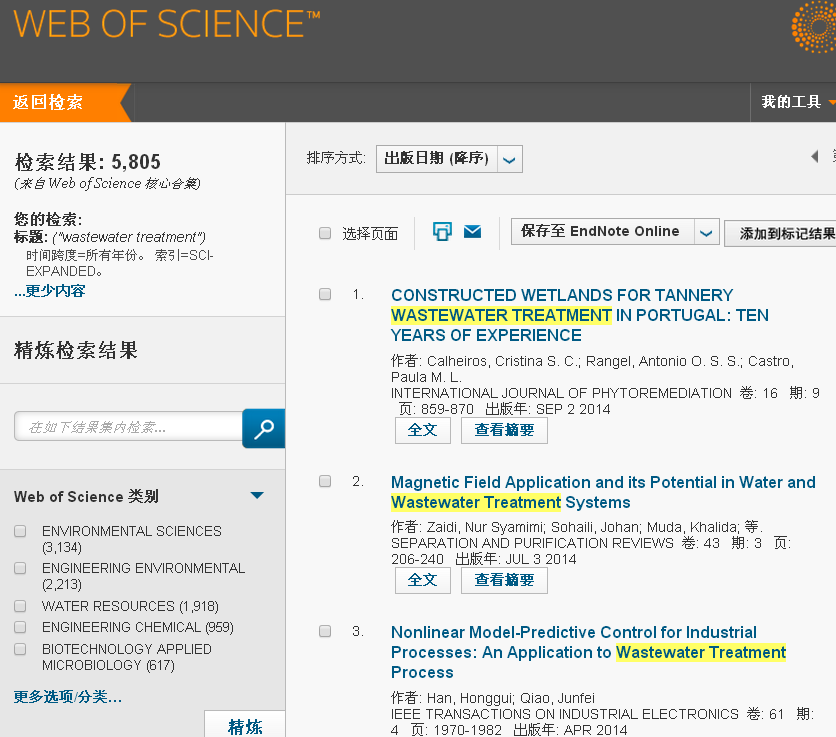 WEB OF SCIENCE™
返回检索
我的工具
检索结果: 5,805
(来自 Web of Science 核心合集)
您的检索:
标题: ("wastewater treatment")
时间跨度=所有年份。 索引=SCI-
EXPANDED。
...更少内容
精炼检索结果
在如下结果集内检索...
Web of Science 类别
ENVIRONMENTAL SCIENCES
(3,134)
ENGINEERING ENVIRONMENTAL
(2,213)
WATER RESOURCES (1,918)
ENGINEERING CHEMICAL (959)
BIOTECHNOLOGY APPLIED
MICROBIOLOGY (617)
更多选项/分类...
精炼
排序方式: 出版日期 (降序)
选择页面 保存至 EndNote Online 添加到标记结果
1. CONSTRUCTED WETLANDS FOR TANNERY
WASTEWATER TREATMENT IN PORTUGAL: TEN
YEARS OF EXPERIENCE
作者: Calheiros, Cristina S. C.; Rangel, Antonio O. S. S.; Castro,
Paula M. L.
INTERNATIONAL JOURNAL OF PHYTOREMEDIATION 卷: 16 期: 9
页: 859-870 出版年: SEP 2 2014
全文 查看摘要
2. Magnetic Field Application and its Potential in Water and
Wastewater Treatment Systems
作者: Zaidi, Nur Syamimi; Sohaili, Johan; Muda, Khalida; 等.
SEPARATION AND PURIFICATION REVIEWS 卷: 43 期: 3 页:
206-240 出版年: JUL 3 2014
全文 查看摘要
3. Nonlinear Model-Predictive Control for Industrial
Processes: An Application to Wastewater Treatment
Process
作者: Han, Honggui; Qiao, Junfei
IEEE TRANSACTIONS ON INDUSTRIAL ELECTRONICS 卷: 61 期:
4 页: 1970-1982 出版年: APR 2014